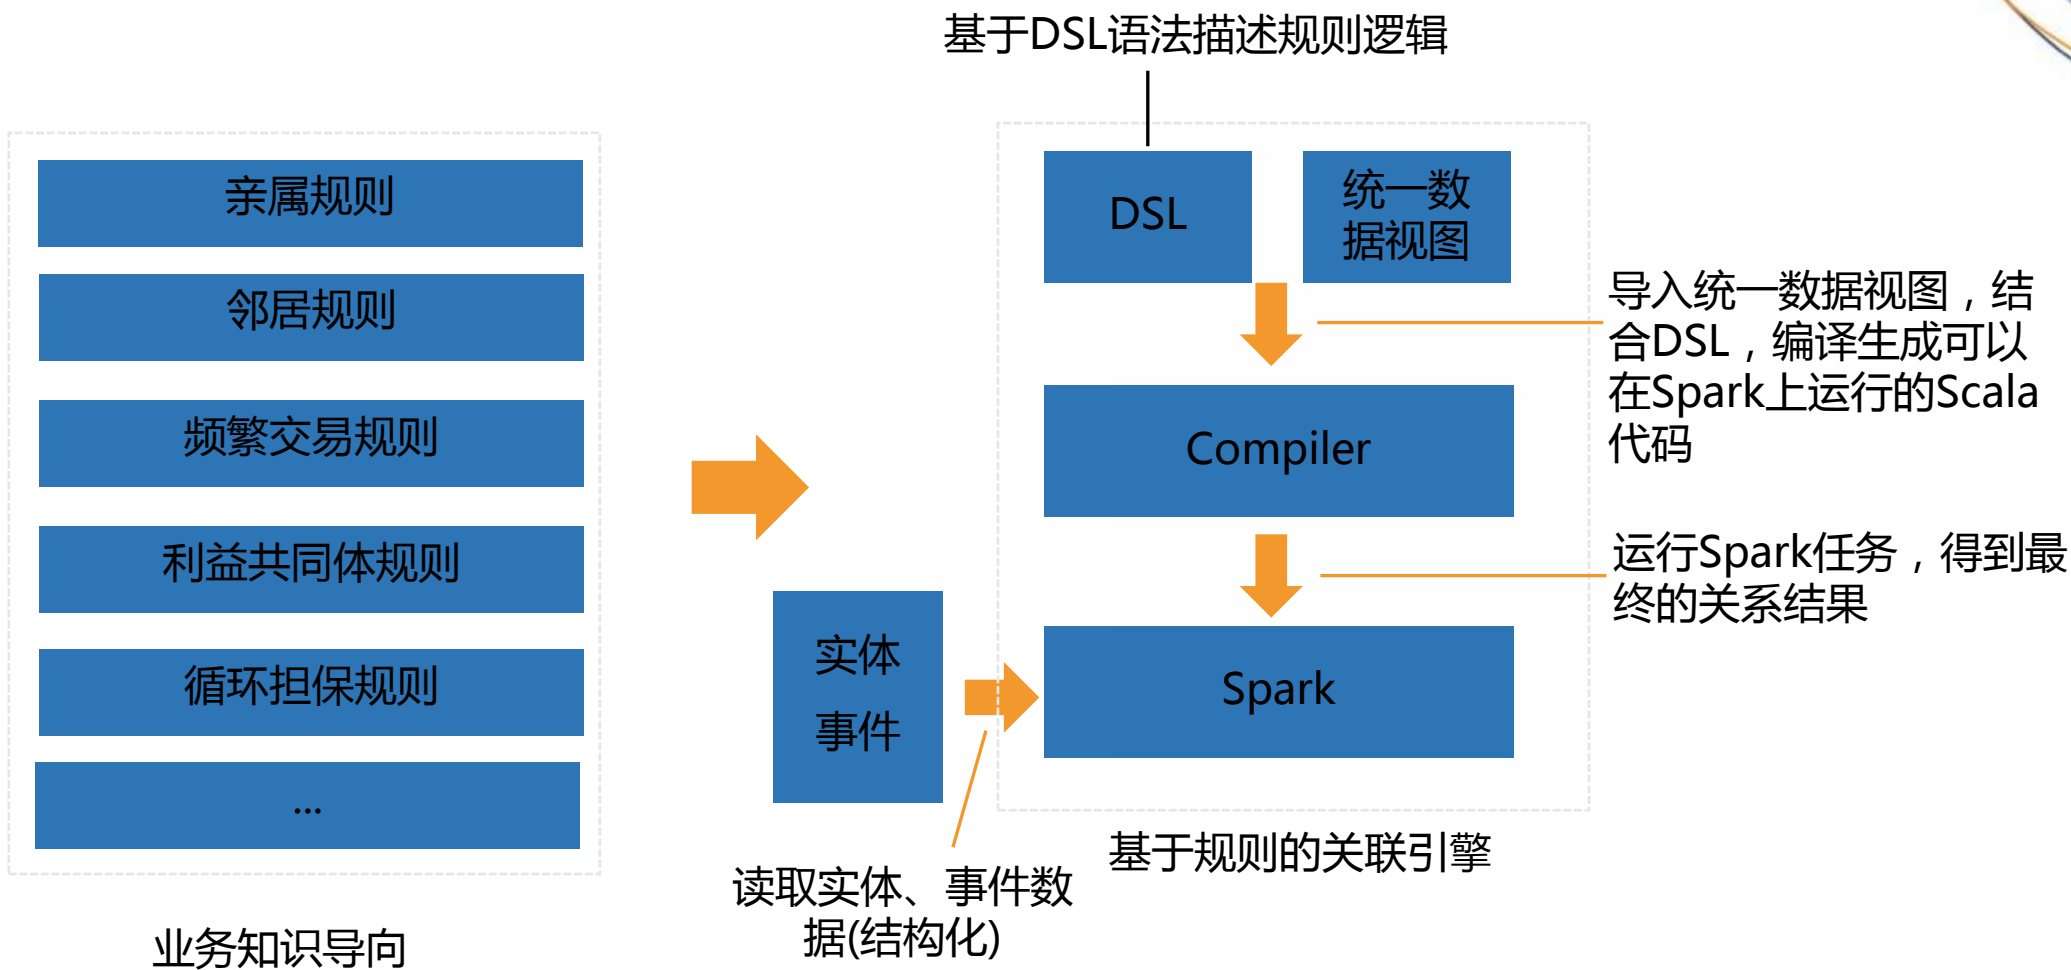 基于DSL语法描述规则逻辑
亲属规则
邻居规则
频繁交易规则
利益共同体规则
循环担保规则
...
业务知识导向
DSL
统一数
据视图
导入统一数据视图，结
合DSL，编译生成可以
在Spark上运行的Scala
代码
Compiler
运行Spark任务，得到最
终的关系结果
实体
事件
Spark
读取实体、事件数
据(结构化)
基于规则的关联引擎